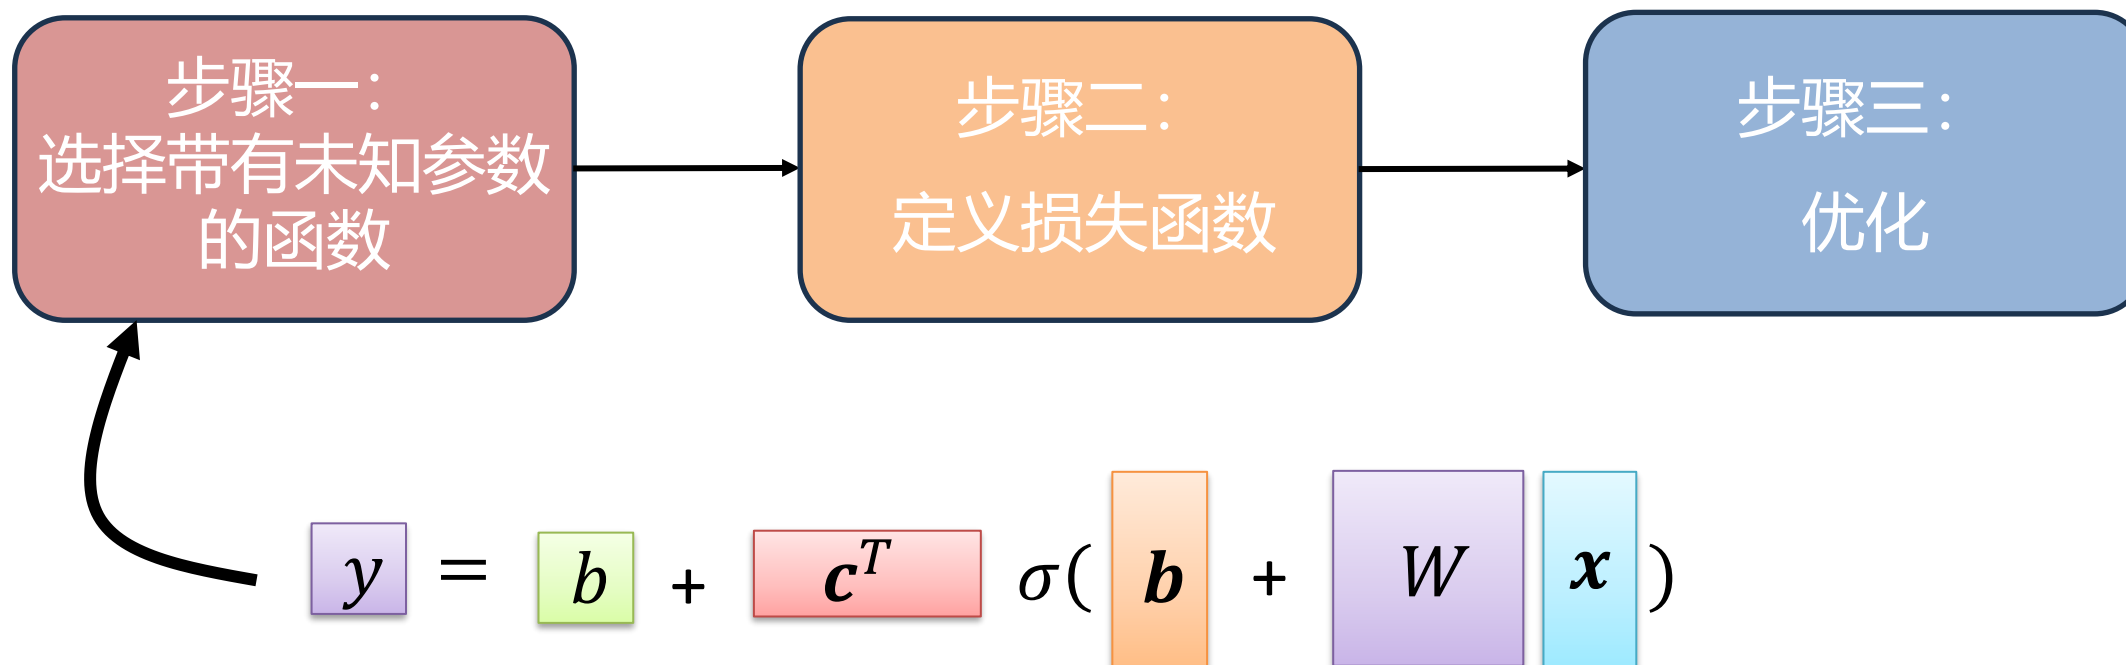 步骤一：
选择带有未知参数
的函数
步骤二：
定义损失函数
步骤三：
优化
y = b + c^T σ( b + W x )